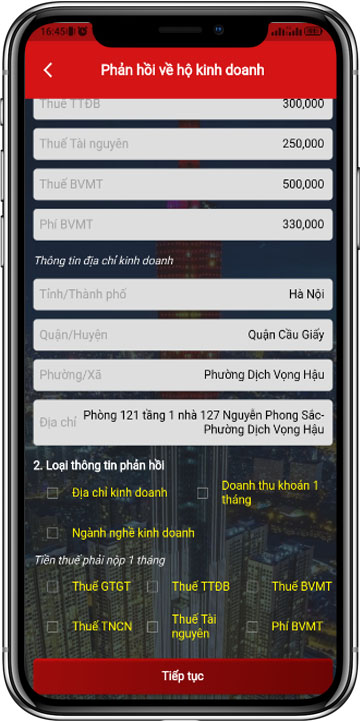 16:45
Phản hồi về hộ kinh doanh
Thuế TTĐB 300,000
Thuế Tài nguyên 250,000
Thuế BVMT 500,000
Phí BVMT 330,000
Thông tin địa chỉ kinh doanh
Tỉnh/Thành phố Hà Nội
Quận/Huyện Quận Cầu Giấy
Phường/Xã Phường Dịch Vọng Hậu
Địa chỉ Phòng 121 tầng 1 nhà 127 Nguyễn Phong Sắc-
Phường Dịch Vọng Hậu
2. Loại thông tin phản hồi
Địa chỉ kinh doanh Doanh thu khoán 1
tháng
Ngành nghề kinh doanh
Tiền thuế phải nộp 1 tháng
Thuế GTGT Thuế TTĐB Thuế BVMT
Thuế TNCN Thuế Tài
nguyên Phí BVMT
Tiếp tục